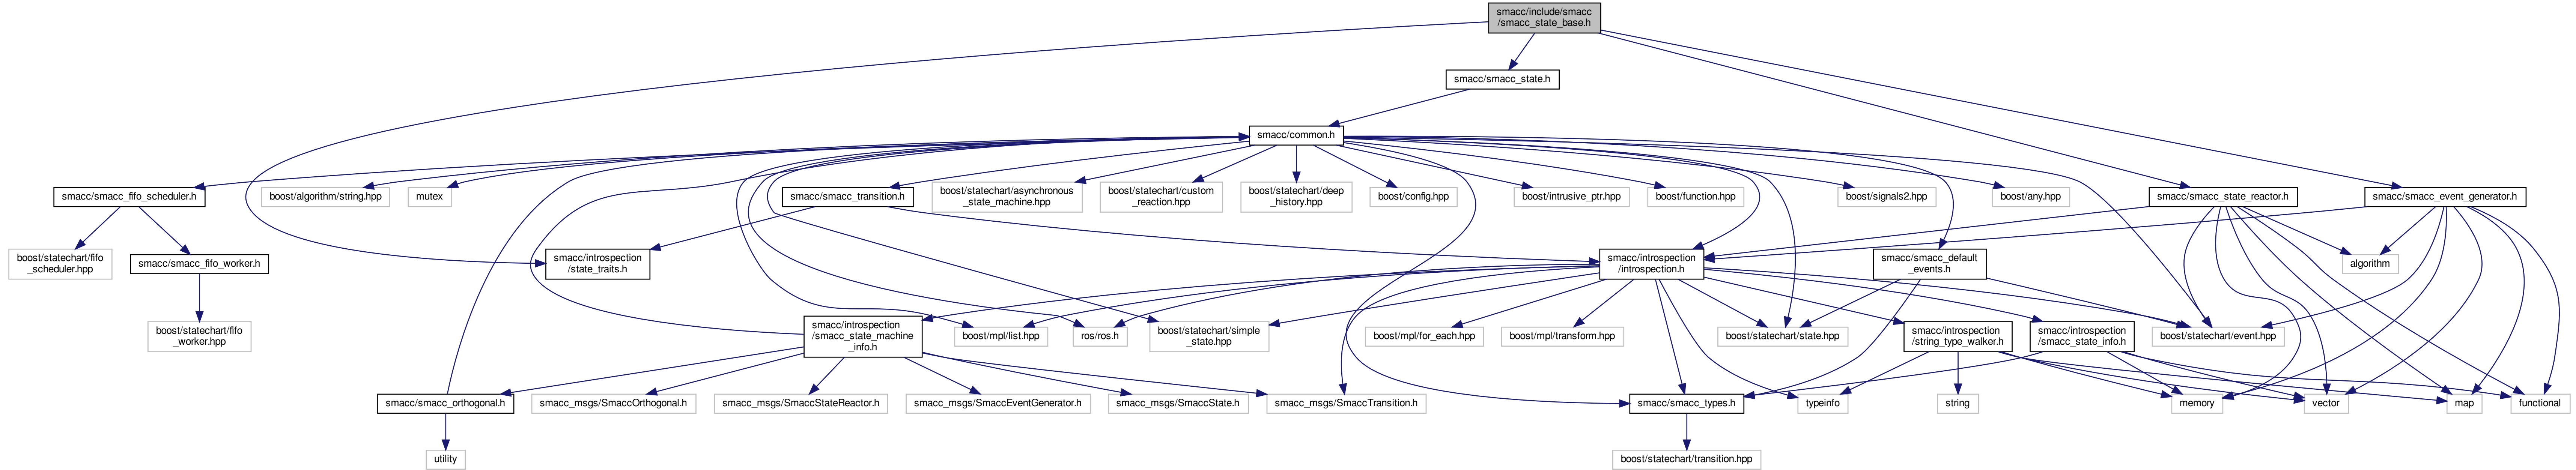 smacc/include/smacc
/smacc_state_base.h
smacc/smacc_state.h
smacc/common.h
smacc/smacc_fifo_scheduler.h
boost/algorithm/string.hpp
mutex
smacc/smacc_transition.h
boost/statechart/asynchronous
_state_machine.hpp
boost/statechart/custom
_reaction.hpp
boost/statechart/deep
_history.hpp
boost/config.hpp
boost/intrusive_ptr.hpp
boost/function.hpp
boost/signals2.hpp
boost/any.hpp
smacc/smacc_state_reactor.h
smacc/smacc_event_generator.h
boost/statechart/fifo
_scheduler.hpp
smacc/smacc_fifo_worker.h
smacc/introspection
/state_traits.h
smacc/introspection
/introspection.h
smacc/smacc_default
_events.h
algorithm
boost/statechart/fifo
_worker.hpp
smacc/introspection
/smacc_state_machine
_info.h
boost/mpl/list.hpp
ros/ros.h
boost/statechart/simple
_state.hpp
boost/mpl/for_each.hpp
boost/mpl/transform.hpp
boost/statechart/state.hpp
smacc/introspection
/string_type_walker.h
smacc/introspection
/smacc_state_info.h
boost/statechart/event.hpp
smacc/smacc_orthogonal.h
smacc_msgs/SmaccOrthogonal.h
smacc_msgs/SmaccStateReactor.h
smacc_msgs/SmaccEventGenerator.h
smacc_msgs/SmaccState.h
smacc_msgs/SmaccTransition.h
smacc/smacc_types.h
typeinfo
string
memory
vector
map
functional
utility
boost/statechart/transition.hpp